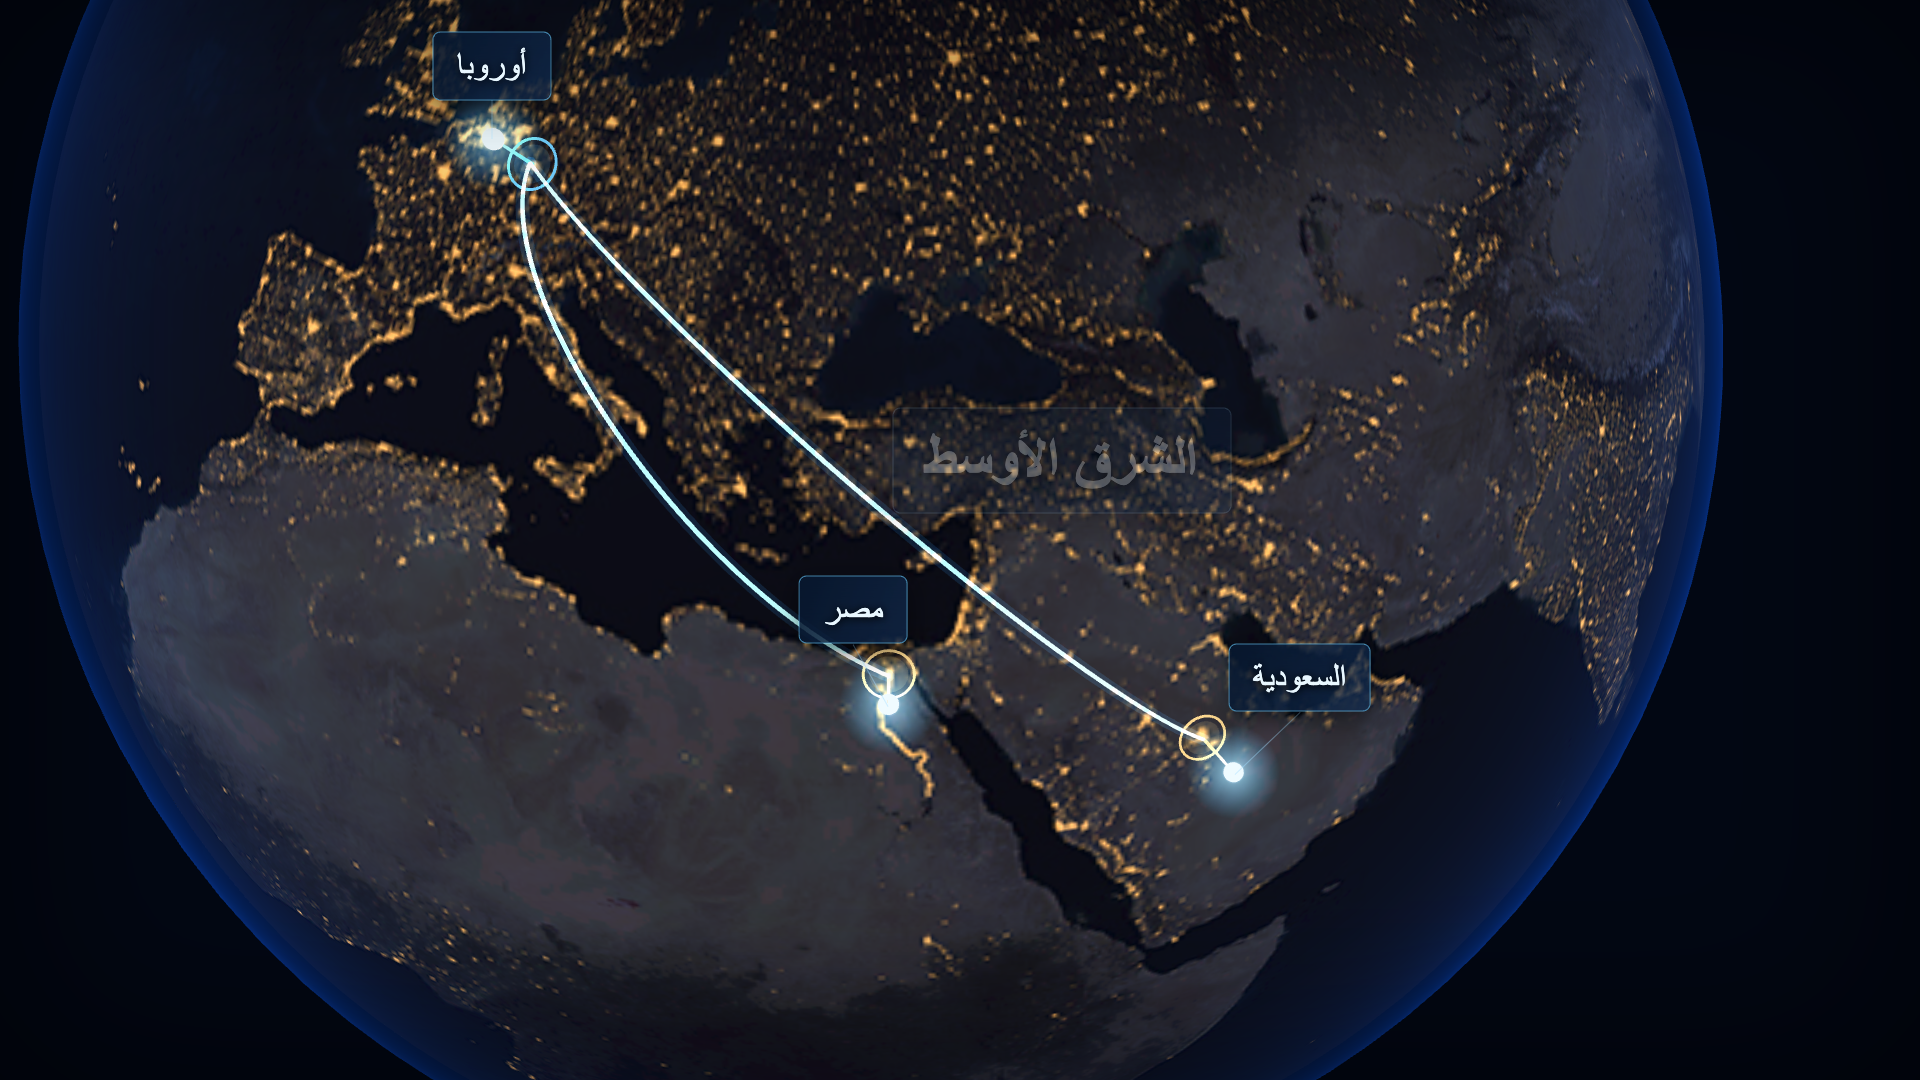 أوروبا
الشرق الأوسط
مصر
السعودية